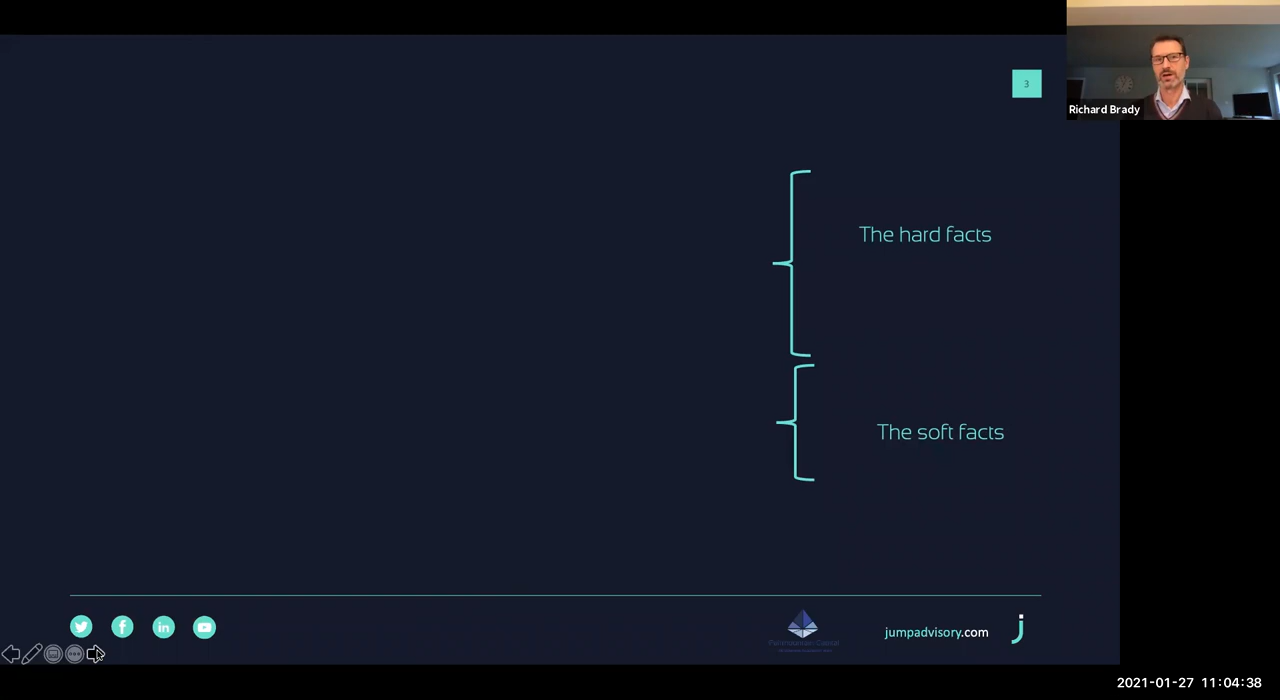 3
Richard Brady
The hard facts
The soft facts
jumpadvisory.com
2021-01-27 11:04:38